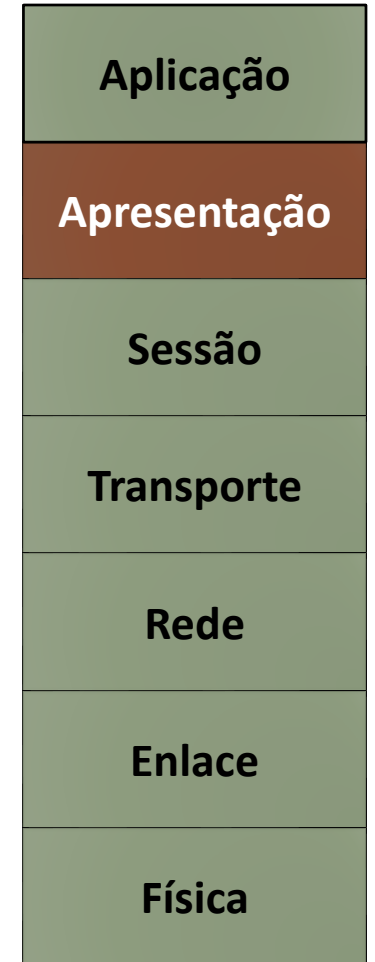 Aplicação
Apresentação
Sessão
Transporte
Rede
Enlace
Física